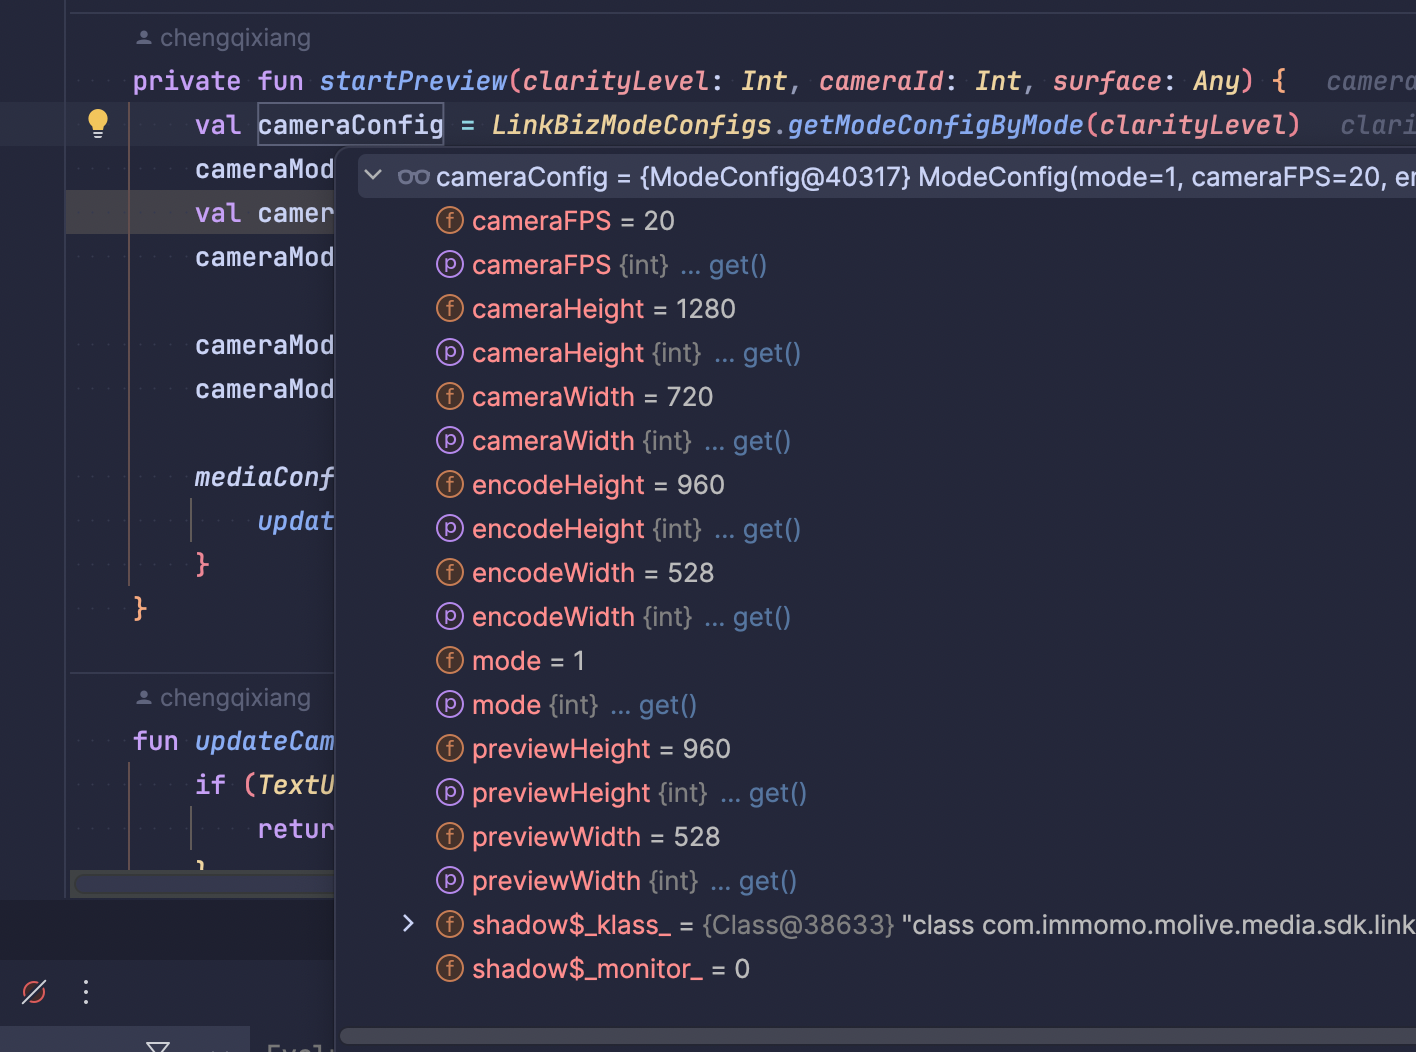 chengqixiang
private fun startPreview(clarityLevel: Int, cameraId: Int, surface: Any) { camera
val cameraConfig = LinkBizModeConfigs.getModeConfigByMode(clarityLevel) clari
cameraMod
cameraConfig = {ModeConfig@40317} ModeConfig(mode=1, cameraFPS=20, en
val camer
f cameraFPS = 20
cameraMod
p cameraFPS {int} ... get()
f cameraHeight = 1280
cameraMod
p cameraHeight {int} ... get()
cameraMod
f cameraWidth = 720
p cameraWidth {int} ... get()
mediaConf
f encodeHeight = 960
updat
p encodeHeight {int} ... get()
}
f encodeWidth = 528
}
p encodeWidth {int} ... get()
f mode = 1
chengqixiang
p mode {int} ... get()
fun updateCam
f previewHeight = 960
if (TextU
p previewHeight {int} ... get()
retur
f previewWidth = 528
}
p previewWidth {int} ... get()
f shadow$_klass_ = {Class@38633} "class com.immomo.molive.media.sdk.link
f shadow$_monitor_ = 0